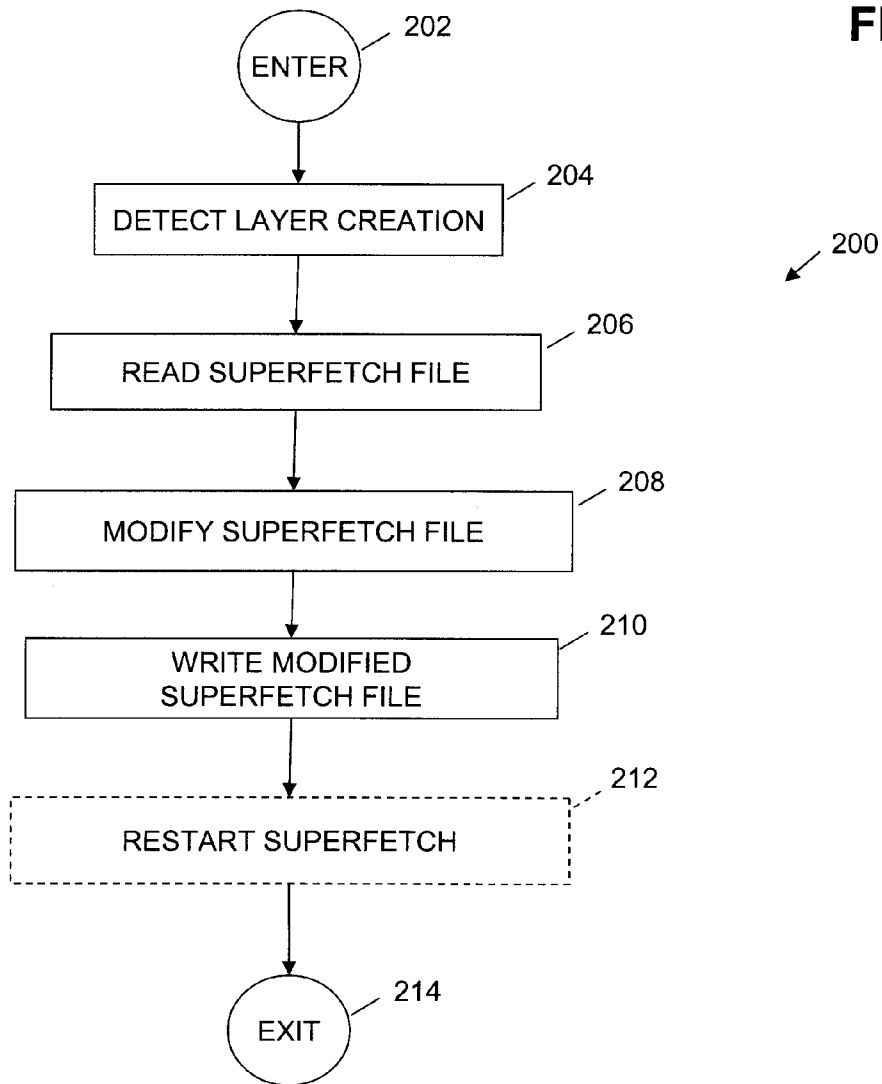 202
ENTER
204
DETECT LAYER CREATION
200
206
READ SUPERFETCH FILE
208
MODIFY SUPERFETCH FILE
210
WRITE MODIFIED
SUPERFETCH FILE
212
RESTART SUPERFETCH
214
EXIT